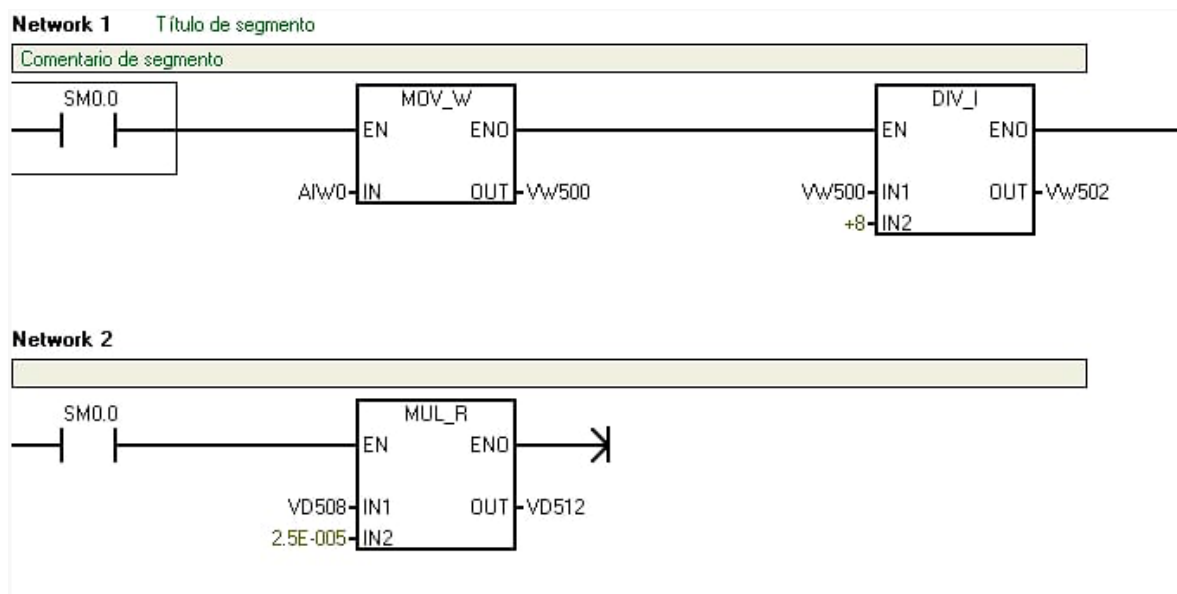 Network 1 Título de segmento
Comentario de segmento
SM0.0 MOV_W DIV_I
EN ENO EN ENO
AIW0 IN OUT VW500 VW500 IN1 OUT VW502
+8 IN2
Network 2
SM0.0 MUL_R
EN ENO
VD508 IN1 OUT VD512
2.5E-005 IN2